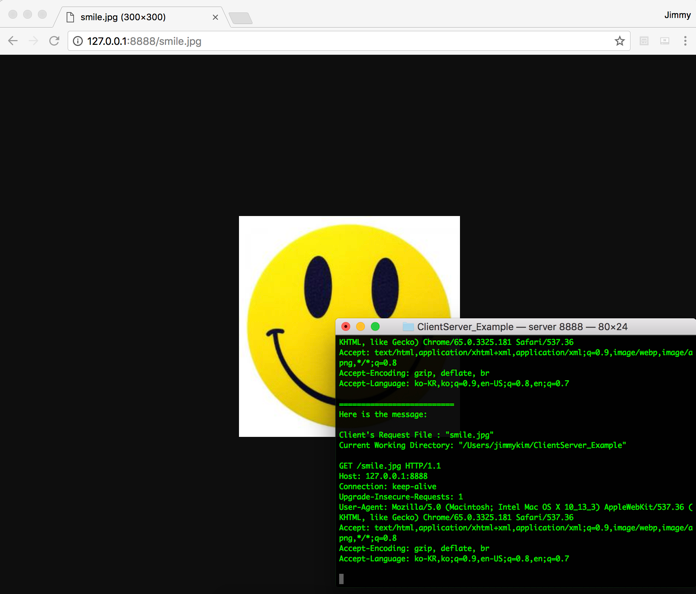 smile.jpg (300×300)
Jimmy
127.0.0.1:8888/smile.jpg
ClientServer_Example — server 8888 — 80×24
KHTML, like Gecko) Chrome/65.0.3325.181 Safari/537.36
Accept: text/html,application/xhtml+xml,application/xml;q=0.9,image/webp,image/a
png,*/*;q=0.8
Accept-Encoding: gzip, deflate, br
Accept-Language: ko-KR,ko;q=0.9,en-US;q=0.8,en;q=0.7
==========================
Here is the message:
Client's Request File : "smile.jpg"
Current Working Directory: "/Users/jimmykim/ClientServer_Example"
GET /smile.jpg HTTP/1.1
Host: 127.0.0.1:8888
Connection: keep-alive
Upgrade-Insecure-Requests: 1
User-Agent: Mozilla/5.0 (Macintosh; Intel Mac OS X 10_13_3) AppleWebKit/537.36 (
KHTML, like Gecko) Chrome/65.0.3325.181 Safari/537.36
Accept: text/html,application/xhtml+xml,application/xml;q=0.9,image/webp,image/a
png,*/*;q=0.8
Accept-Encoding: gzip, deflate, br
Accept-Language: ko-KR,ko;q=0.9,en-US;q=0.8,en;q=0.7